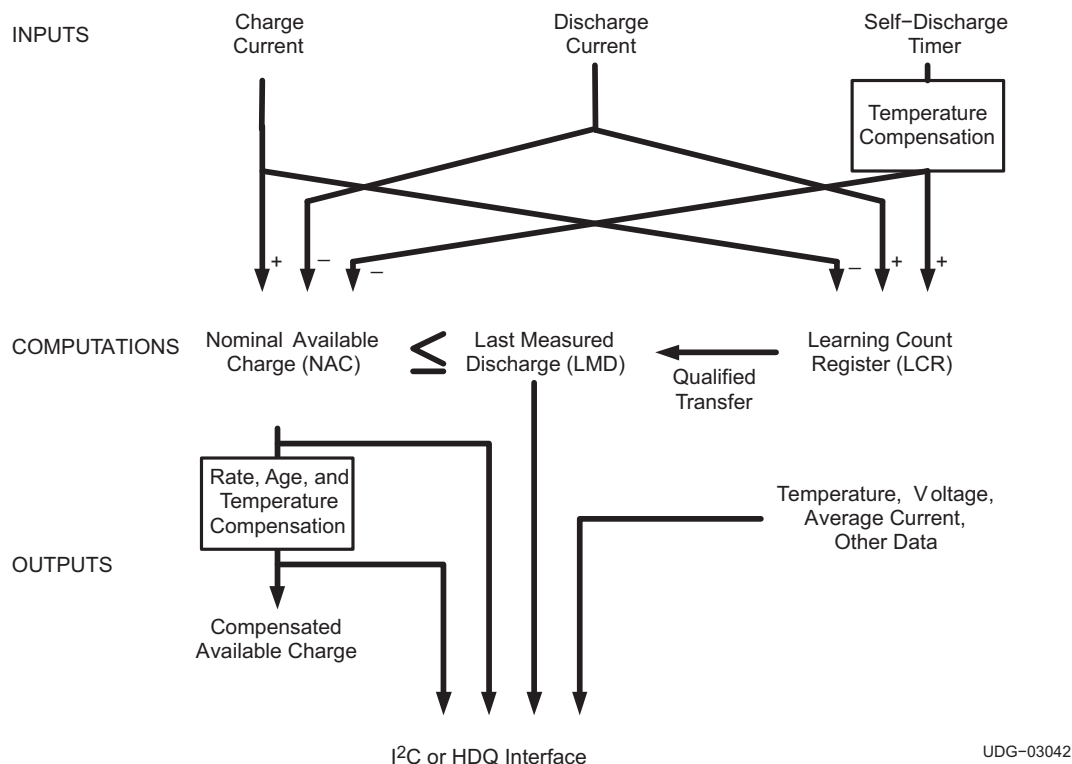 INPUTS
Charge
Current
Discharge
Current
Self−Discharge
Timer
Temperature
Compensation
+
−
−
−
+
+
COMPUTATIONS
Nominal Available
Charge (NAC)
≤
Last Measured
Discharge (LMD)
Qualified
Transfer
Learning Count
Register (LCR)
Rate, Age, and
Temperature
Compensation
Temperature, Voltage,
Average Current,
Other Data
OUTPUTS
Compensated
Available Charge
I²C or HDQ Interface
UDG−03042